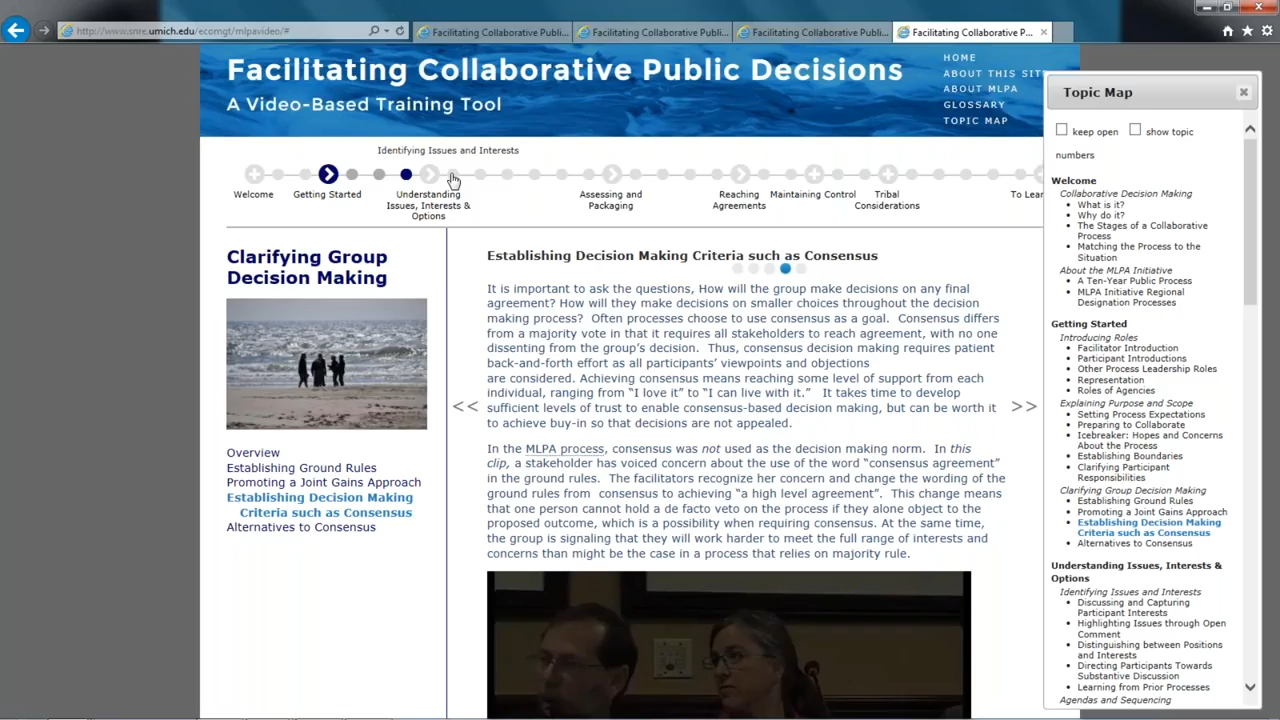 http://www.snre.umich.edu/ecomgt/mlpavideo/#
Facilitating Collaborative Publi...
Facilitating Collaborative Publi...
Facilitating Collaborative Publi...
Facilitating Collaborative P...
Facilitating Collaborative Public Decisions
A Video-Based Training Tool
HOME
ABOUT THIS SIT
ABOUT MLPA
GLOSSARY
TOPIC MAP
Identifying Issues and Interests
Welcome
Getting Started
Understanding
Issues, Interests &
Options
Assessing and
Packaging
Reaching
Agreements
Maintaining Control
Tribal
Considerations
To Lea
Clarifying Group
Decision Making
Overview
Establishing Ground Rules
Promoting a Joint Gains Approach
Establishing Decision Making
Criteria such as Consensus
Alternatives to Consensus
Establishing Decision Making Criteria such as Consensus
It is important to ask the questions, How will the group make decisions on any final
agreement? How will they make decisions on smaller choices throughout the decision
making process? Often processes choose to use consensus as a goal. Consensus differs
from a majority vote in that it requires all stakeholders to reach agreement, with no one
dissenting from the group's decision. Thus, consensus decision making requires patient
back-and-forth effort as all participants' viewpoints and objections
are considered. Achieving consensus means reaching some level of support from each
individual, ranging from “I love it” to “I can live with it.” It takes time to develop
sufficient levels of trust to enable consensus-based decision making, but can be worth it
to achieve buy-in so that decisions are not appealed.
<< >>
In the MLPA process, consensus was not used as the decision making norm. In this
clip, a stakeholder has voiced concern about the use of the word “consensus agreement”
in the ground rules. The facilitators recognize her concern and change the wording of the
ground rules from consensus to achieving “a high level agreement”. This change means
that one person cannot hold a de facto veto on the process if they alone object to the
proposed outcome, which is a possibility when requiring consensus. At the same time,
the group is signaling that they will work harder to meet the full range of interests and
concerns than might be the case in a process that relies on majority rule.
Topic Map
keep open show topic
numbers
Welcome
Collaborative Decision Making
• What is it?
• Why do it?
• The Stages of a Collaborative
Process
• Matching the Process to the
Situation
About the MLPA Initiative
• A Ten-Year Public Process
• MLPA Initiative Regional
Designation Processes
Getting Started
Introducing Roles
• Facilitator Introduction
• Participant Introductions
• Other Process Leadership Roles
• Representation
• Roles of Agencies
Explaining Purpose and Scope
• Setting Process Expectations
• Preparing to Collaborate
• Icebreaker: Hopes and Concerns
About the Process
• Establishing Boundaries
• Clarifying Participant
Responsibilities
Clarifying Group Decision Making
• Establishing Ground Rules
• Promoting a Joint Gains Approach
• Establishing Decision Making
Criteria such as Consensus
• Alternatives to Consensus
Understanding Issues, Interests &
Options
Identifying Issues and Interests
• Discussing and Capturing
Participant Interests
• Highlighting Issues through Open
Comment
• Distinguishing between Positions
and Interests
• Directing Participants Towards
Substantive Discussion
• Learning from Prior Processes
Agendas and Sequencing